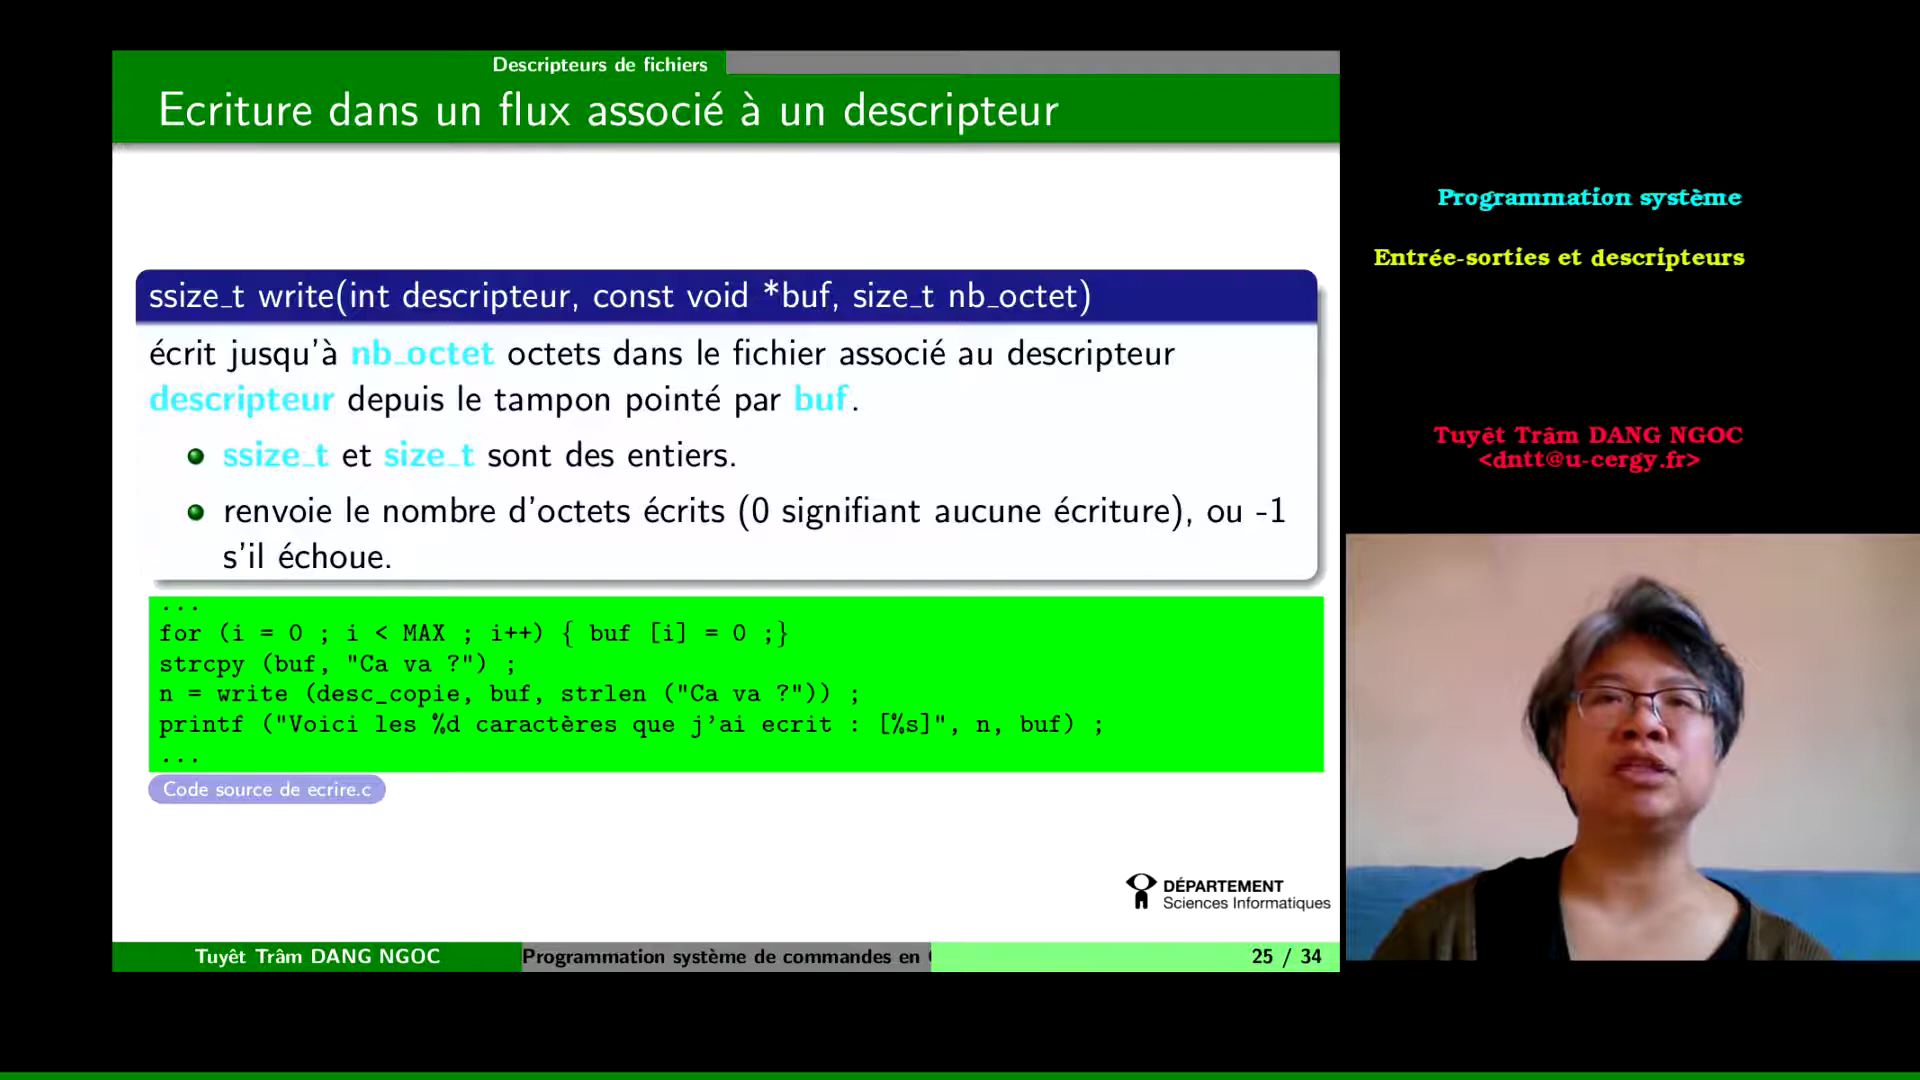 Descripteurs de fichiers
Ecriture dans un flux associé à un descripteur
ssize_t write(int descripteur, const void *buf, size_t nb_octet)
écrit jusqu'à nb_octet octets dans le fichier associé au descripteur
descripteur depuis le tampon pointé par buf.
ssize_t et size_t sont des entiers.
renvoie le nombre d'octets écrits (0 signifiant aucune écriture), ou -1
s'il échoue.
...
for (i = 0 ; i < MAX ; i++) { buf [i] = 0 ;}
strcpy (buf, "Ca va ?") ;
n = write (desc_copie, buf, strlen ("Ca va ?")) ;
printf ("Voici les %d caractères que j'ai ecrit : [%s]", n, buf) ;
...
Code source de ecrire.c
DÉPARTEMENT
Sciences Informatiques
Tuyêt Trâm DANG NGOC
Programmation système de commandes en
25 / 34
Programmation système
Entrée-sorties et descripteurs
Tuyêt Trâm DANG NGOC
<dntt@u-cergy.fr>